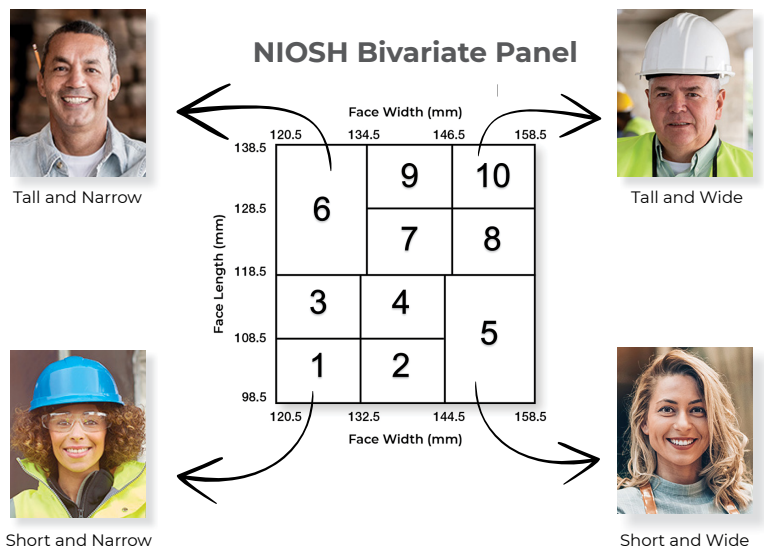 NIOSH Bivariate Panel
Face Width (mm)
120.5 134.5 146.5 158.5
138.5
128.5
118.5
108.5
98.5
Face Length (mm)
6 9 10
7 8
3 4
5
1 2
120.5 132.5 144.5 158.5
Face Width (mm)
Tall and Narrow
Tall and Wide
Short and Narrow
Short and Wide